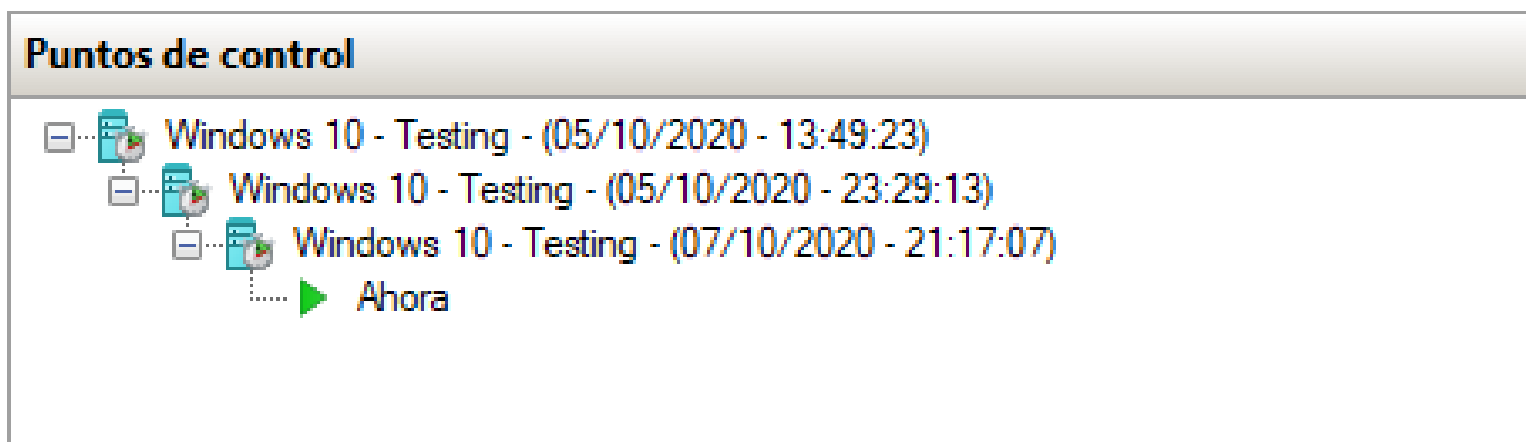 Puntos de control
Windows 10 - Testing - (05/10/2020 - 13:49:23)
Windows 10 - Testing - (05/10/2020 - 23:29:13)
Windows 10 - Testing - (07/10/2020 - 21:17:07)
Ahora